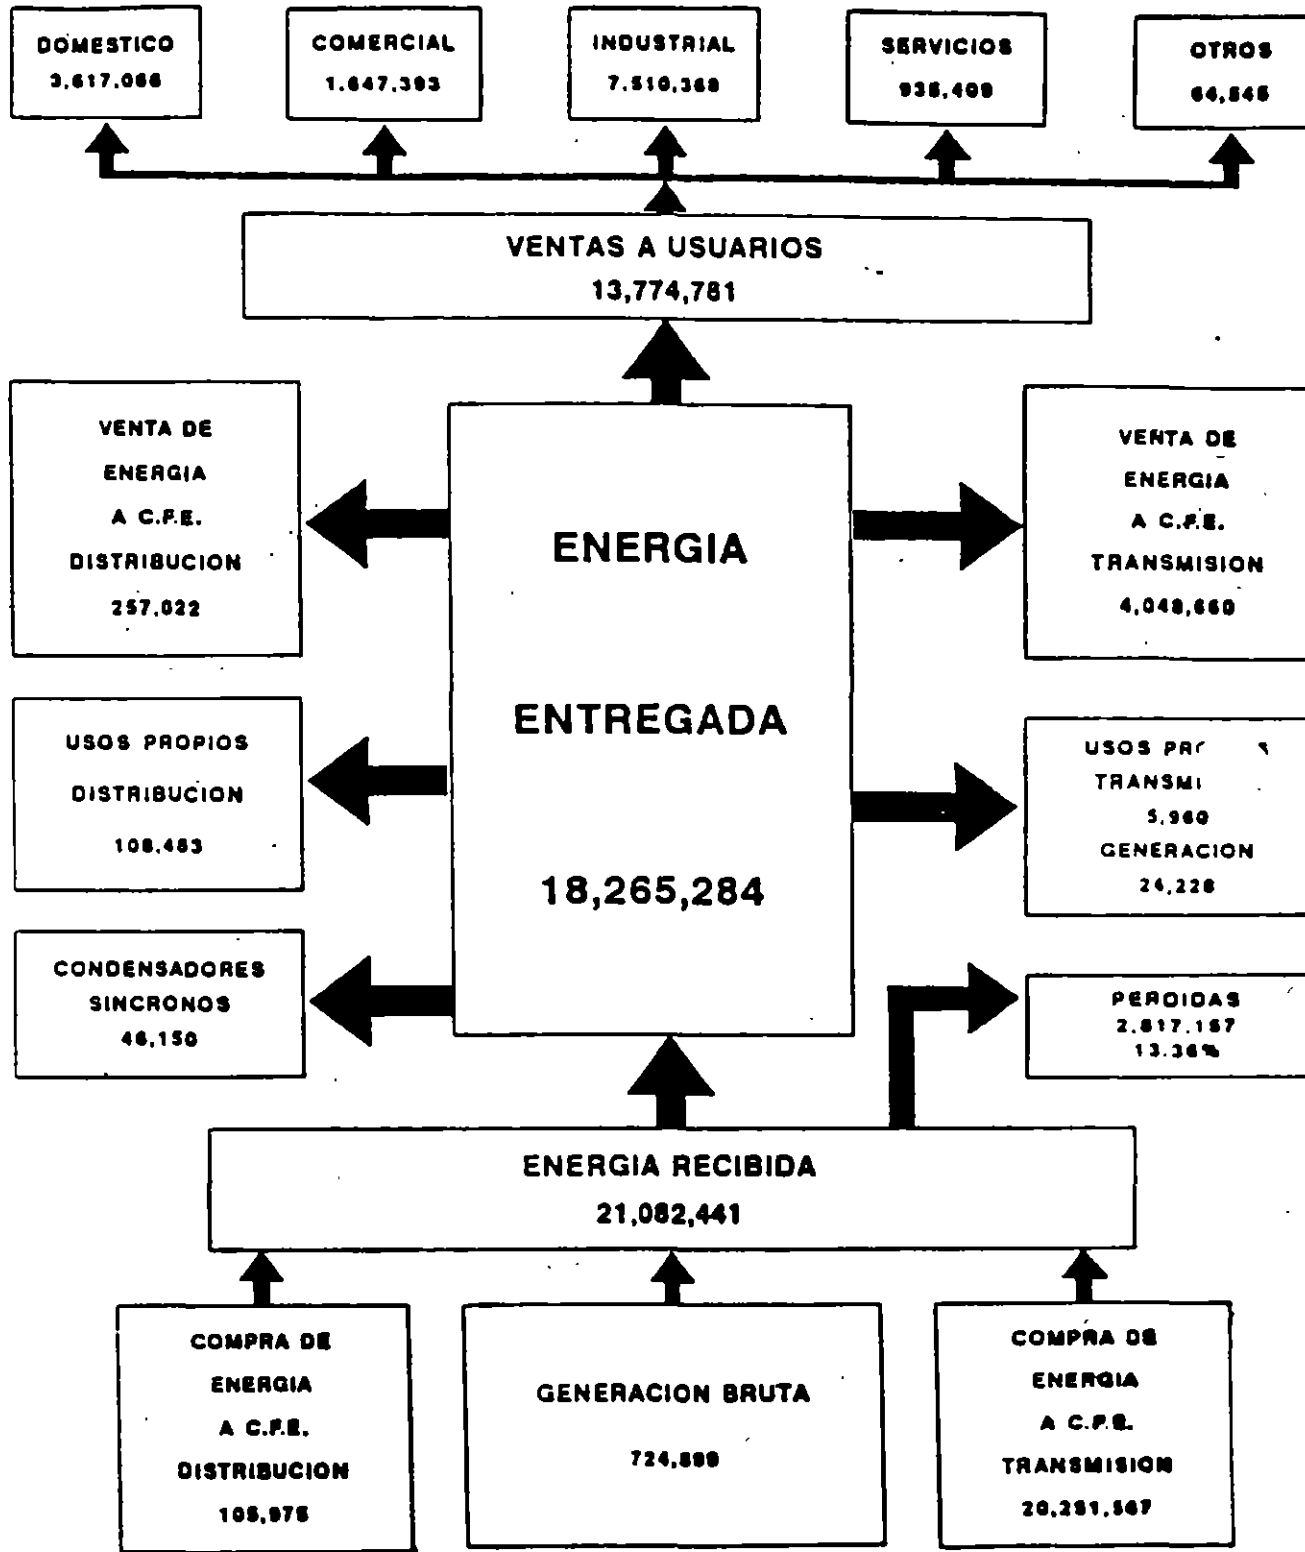 DOMESTICO
3,617,066
COMERCIAL
1.647,393
INDUSTRIAL
7,510,368
SERVICIOS
935,409
OTROS
64,545
VENTAS A USUARIOS
13,774,781
VENTA DE
ENERGIA
A C.F.E.
DISTRIBUCION
257,022
VENTA DE
ENERGIA
A C.F.E.
TRANSMISION
4,048,660
ENERGIA
ENTREGADA
18,265,284
USOS PROPIOS
DISTRIBUCION
108,483
USOS
5,960
GENERACION
24,228
CONDENSADORES
SINCRONOS
46,150
PERDIDAS
2,817,157
13.36%
ENERGIA RECIBIDA
21,082,441
COMPRA DE
ENERGIA
A C.F.E.
DISTRIBUCION
105,975
GENERACION BRUTA
724,899
COMPRA DE
ENERGIA
A C.F.E.
TRANSMISION
20,251,567